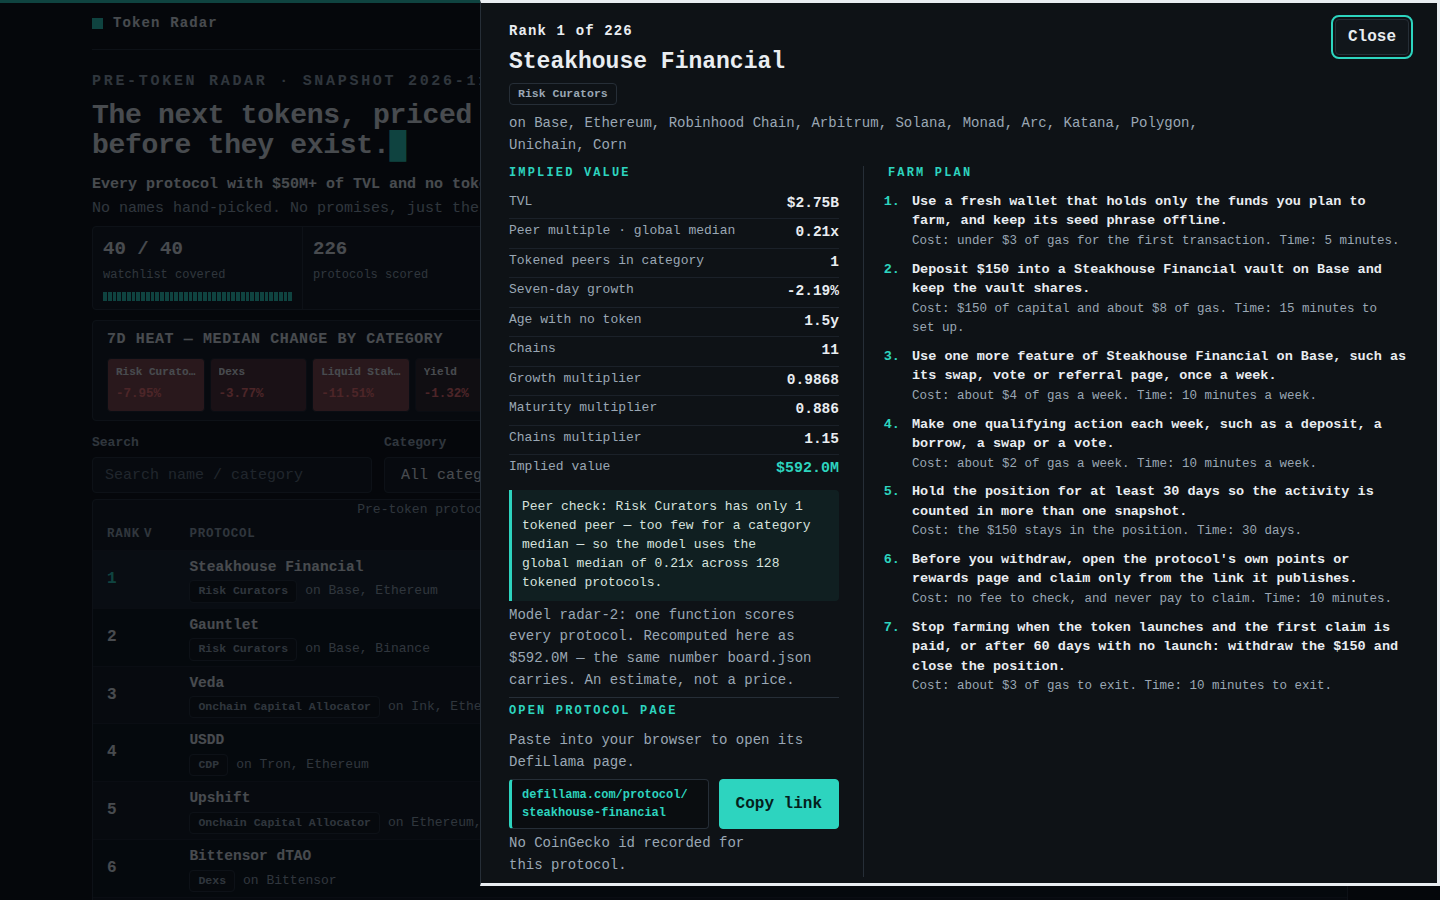 Token Radar
PRE-TOKEN RADAR · SNAPSHOT 2026-1
The next tokens, priced
before they exist.
Every protocol with $50M+ of TVL and no tok
No names hand-picked. No promises, just the
40 / 40
watchlist covered
226
protocols scored
7D HEAT — MEDIAN CHANGE BY CATEGORY
Risk Curato…
-7.95%
Dexs
-3.77%
Liquid Stak…
-11.51%
Yield
-1.32%
Search
Category
Search name / category
All categ
Pre-token protoc
RANK V
PROTOCOL
1
Steakhouse Financial
Risk Curators on Base, Ethereum
2
Gauntlet
Risk Curators on Base, Binance
3
Veda
Onchain Capital Allocator on Ink, Ethe
4
USDD
CDP on Tron, Ethereum
5
Upshift
Onchain Capital Allocator on Ethereum,
6
Bittensor dTAO
Dexs on Bittensor
Rank 1 of 226
Close
Steakhouse Financial
Risk Curators
on Base, Ethereum, Robinhood Chain, Arbitrum, Solana, Monad, Arc, Katana, Polygon,
Unichain, Corn
IMPLIED VALUE
TVL $2.75B
Peer multiple · global median 0.21x
Tokened peers in category 1
Seven-day growth -2.19%
Age with no token 1.5y
Chains 11
Growth multiplier 0.9868
Maturity multiplier 0.886
Chains multiplier 1.15
Implied value $592.0M
Peer check: Risk Curators has only 1
tokened peer — too few for a category
median — so the model uses the
global median of 0.21x across 128
tokened protocols.
Model radar-2: one function scores
every protocol. Recomputed here as
$592.0M — the same number board.json
carries. An estimate, not a price.
OPEN PROTOCOL PAGE
Paste into your browser to open its
DefiLlama page.
defillama.com/protocol/
steakhouse-financial
Copy link
No CoinGecko id recorded for
this protocol.
FARM PLAN
1. Use a fresh wallet that holds only the funds you plan to
farm, and keep its seed phrase offline.
Cost: under $3 of gas for the first transaction. Time: 5 minutes.
2. Deposit $150 into a Steakhouse Financial vault on Base and
keep the vault shares.
Cost: $150 of capital and about $8 of gas. Time: 15 minutes to
set up.
3. Use one more feature of Steakhouse Financial on Base, such as
its swap, vote or referral page, once a week.
Cost: about $4 of gas a week. Time: 10 minutes a week.
4. Make one qualifying action each week, such as a deposit, a
borrow, a swap or a vote.
Cost: about $2 of gas a week. Time: 10 minutes a week.
5. Hold the position for at least 30 days so the activity is
counted in more than one snapshot.
Cost: the $150 stays in the position. Time: 30 days.
6. Before you withdraw, open the protocol's own points or
rewards page and claim only from the link it publishes.
Cost: no fee to check, and never pay to claim. Time: 10 minutes.
7. Stop farming when the token launches and the first claim is
paid, or after 60 days with no launch: withdraw the $150 and
close the position.
Cost: about $3 of gas to exit. Time: 10 minutes to exit.